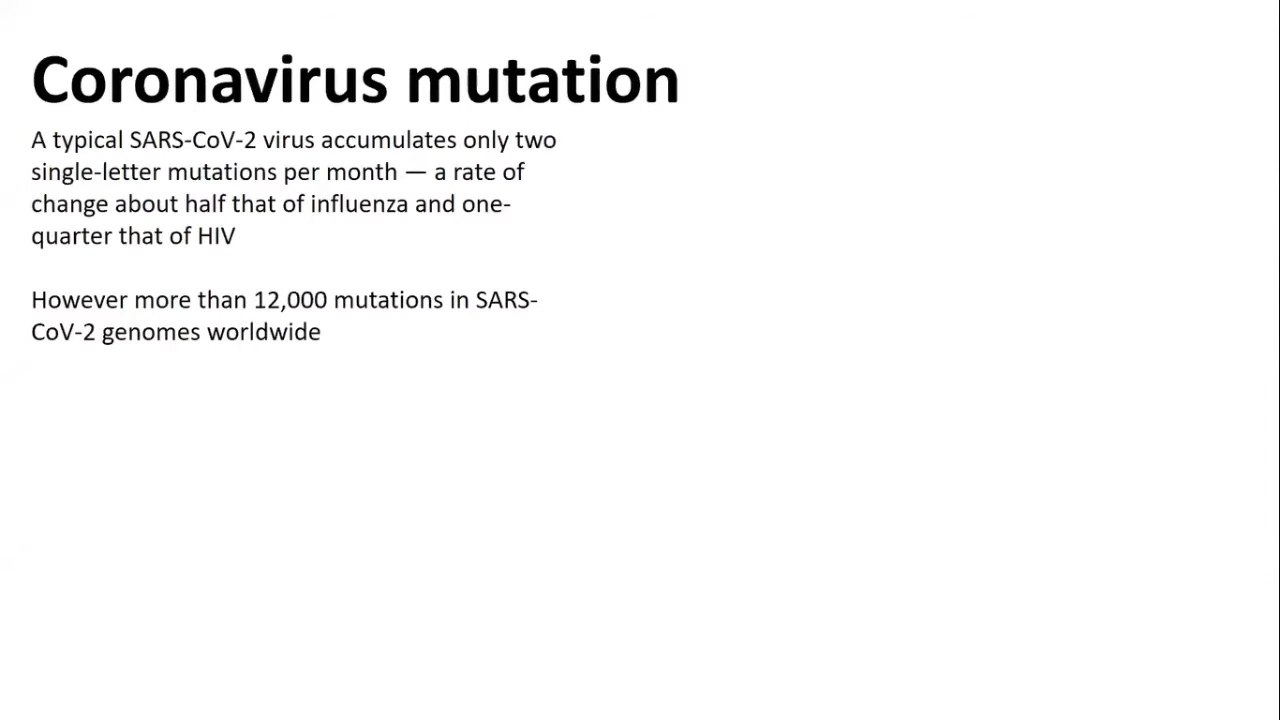 Coronavirus mutation
A typical SARS-CoV-2 virus accumulates only two
single-letter mutations per month — a rate of
change about half that of influenza and one-
quarter that of HIV
However more than 12,000 mutations in SARS-
CoV-2 genomes worldwide